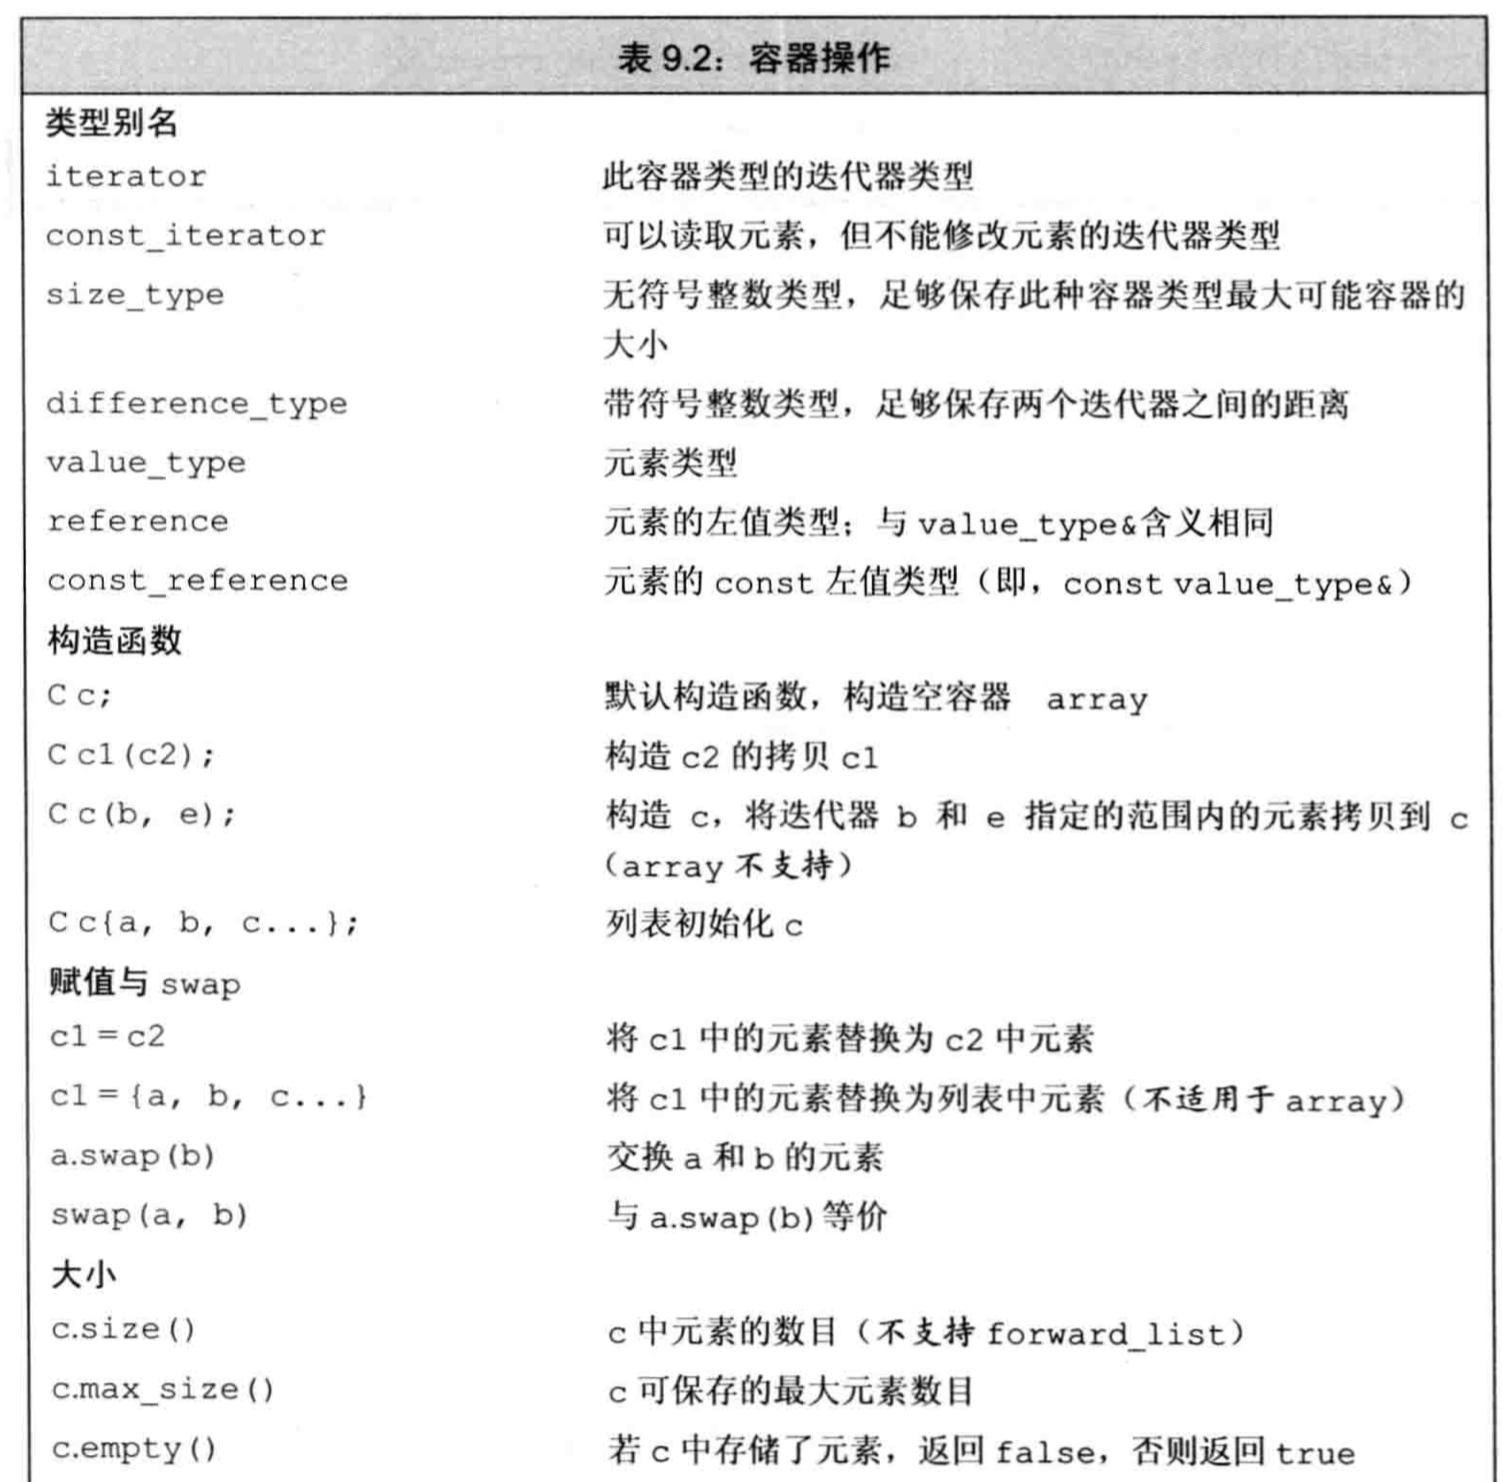 表 9.2：容器操作
类型别名
iterator 此容器类型的迭代器类型
const_iterator 可以读取元素，但不能修改元素的迭代器类型
size_type 无符号整数类型，足够保存此种容器类型最大可能容器的
大小
difference_type 带符号整数类型，足够保存两个迭代器之间的距离
value_type 元素类型
reference 元素的左值类型；与 value_type&含义相同
const_reference 元素的 const 左值类型（即，const value_type&）
构造函数
C c; 默认构造函数，构造空容器 array
C c1(c2); 构造 c2 的拷贝 c1
C c(b, e); 构造 c，将迭代器 b 和 e 指定的范围内的元素拷贝到 c
（array 不支持）
C c{a, b, c...}; 列表初始化 c
赋值与 swap
c1 = c2 将 c1 中的元素替换为 c2 中元素
c1 = {a, b, c...} 将 c1 中的元素替换为列表中元素（不适用于 array）
a.swap(b) 交换 a 和 b 的元素
swap(a, b) 与 a.swap(b)等价
大小
c.size() c 中元素的数目（不支持 forward_list）
c.max_size() c 可保存的最大元素数目
c.empty() 若 c 中存储了元素，返回 false，否则返回 true